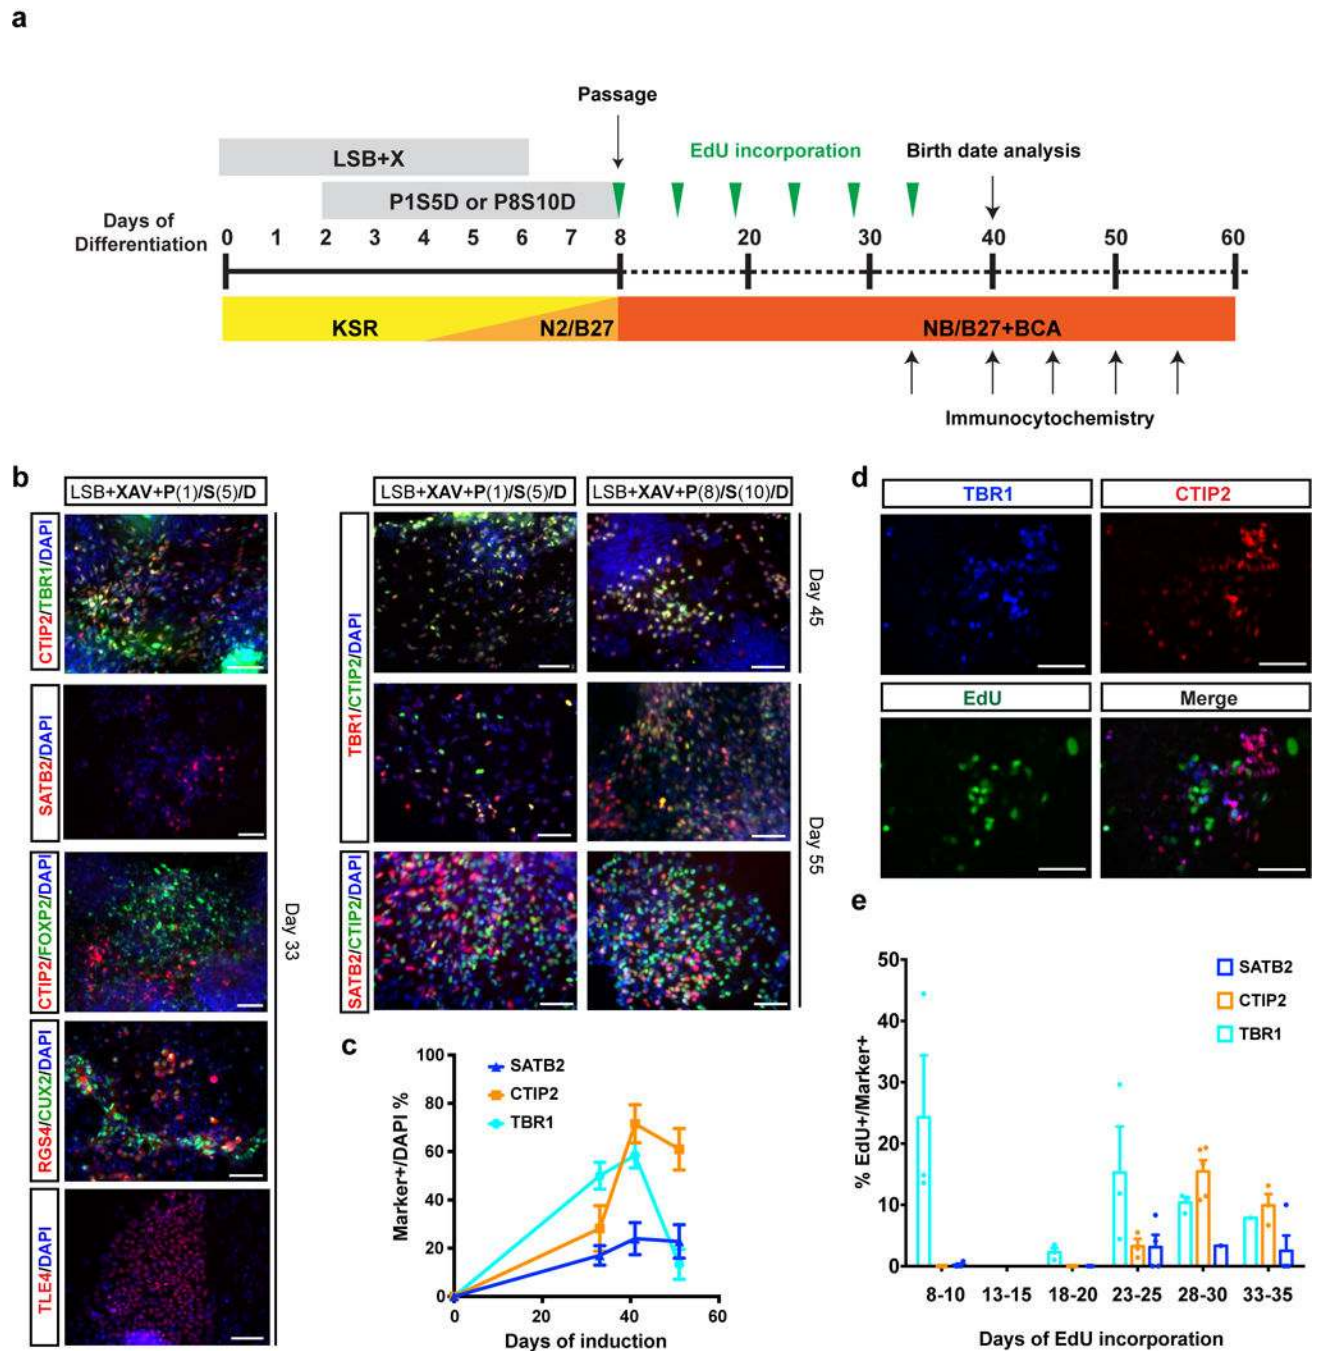 a
Passage
LSB+X
EdU incorporation
Birth date analysis
P1S5D or P8S10D
Days of
Differentiation
0 1 2 3 4 5 6 7 8 20 30 40 50 60
KSR
N2/B27
NB/B27+BCA
Immunocytochemistry
b
LSB+XAV+P(1)/S(5)/D
CTIP2/TBR1/DAPI
SATB2/DAPI
CTIP2/FOXP2/DAPI
RGS4/CUX2/DAPI
TLE4/DAPI
Day 33
LSB+XAV+P(1)/S(5)/D
LSB+XAV+P(8)/S(10)/D
TBR1/CTIP2/DAPI
SATB2/CTIP2/DAPI
Day 45
Day 55
c
Marker+/DAPI %
100
80
60
40
20
0
SATB2
CTIP2
TBR1
0 20 40 60
Days of induction
d
TBR1
CTIP2
EdU
Merge
e
% EdU+/Marker+
50
40
30
20
10
0
SATB2
CTIP2
TBR1
8-10 13-15 18-20 23-25 28-30 33-35
Days of EdU incorporation